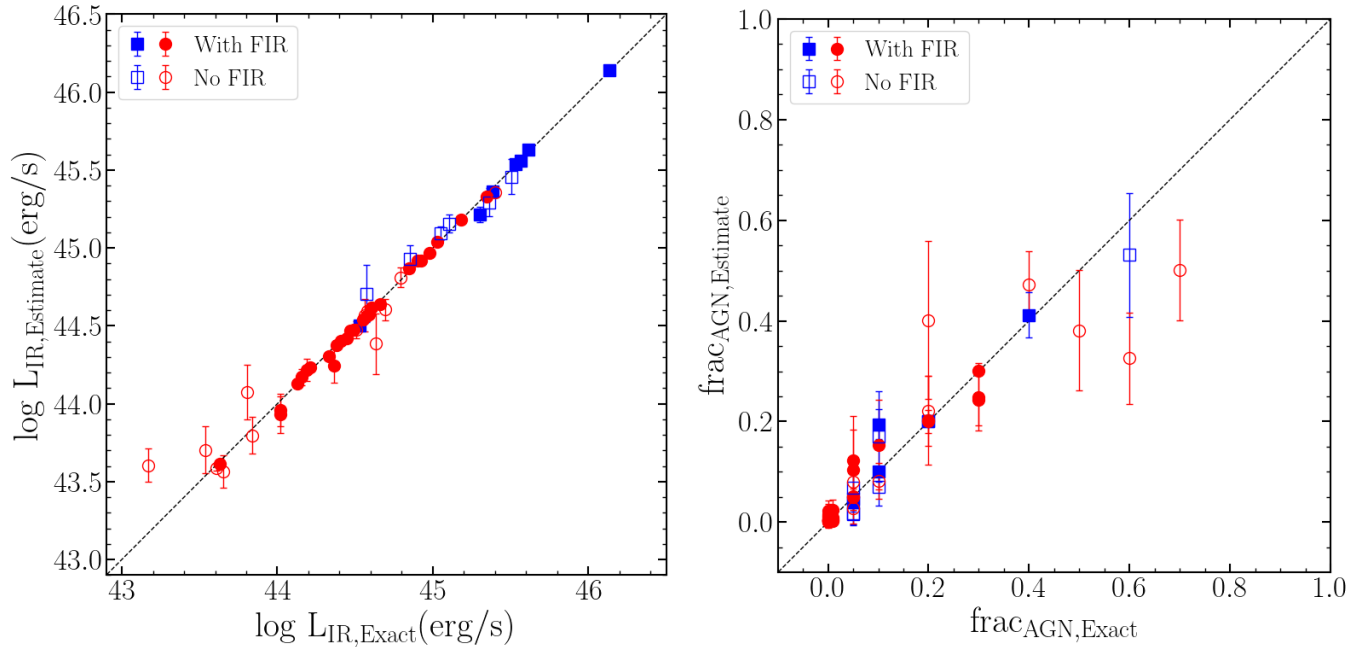 With FIR
No FIR
46.0
45.5
45.0
44.5
44.0
43.5
43.0
43 44 45 46
log L_IR,Estimate(erg/s)
log L_IR,Exact(erg/s)
With FIR
No FIR
1.0
0.8
0.6
0.4
0.2
0.0
0.0 0.2 0.4 0.6 0.8 1.0
frac_AGN,Estimate
frac_AGN,Exact